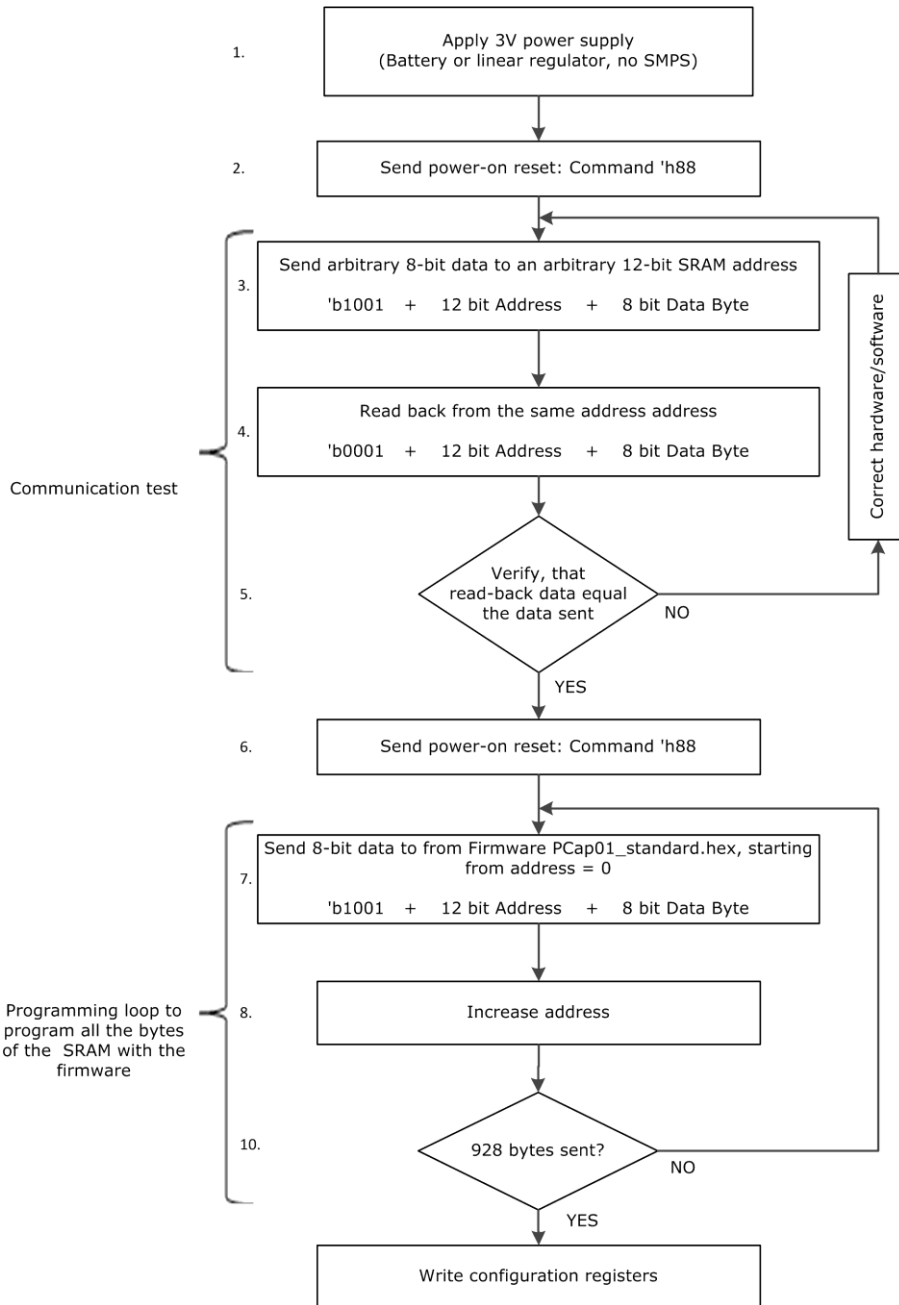 1.
Apply 3V power supply
(Battery or linear regulator, no SMPS)
2.
Send power-on reset: Command 'h88
3.
Send arbitrary 8-bit data to an arbitrary 12-bit SRAM address
'b1001 + 12 bit Address + 8 bit Data Byte
Correct hardware/software
4.
Read back from the same address address
'b0001 + 12 bit Address + 8 bit Data Byte
Communication test
5.
Verify, that
read-back data equal
the data sent
NO
YES
6.
Send power-on reset: Command 'h88
7.
Send 8-bit data to from Firmware PCap01_standard.hex, starting
from address = 0
'b1001 + 12 bit Address + 8 bit Data Byte
Programming loop to
program all the bytes
of the SRAM with the
firmware
8.
Increase address
10.
928 bytes sent?
NO
YES
Write configuration registers